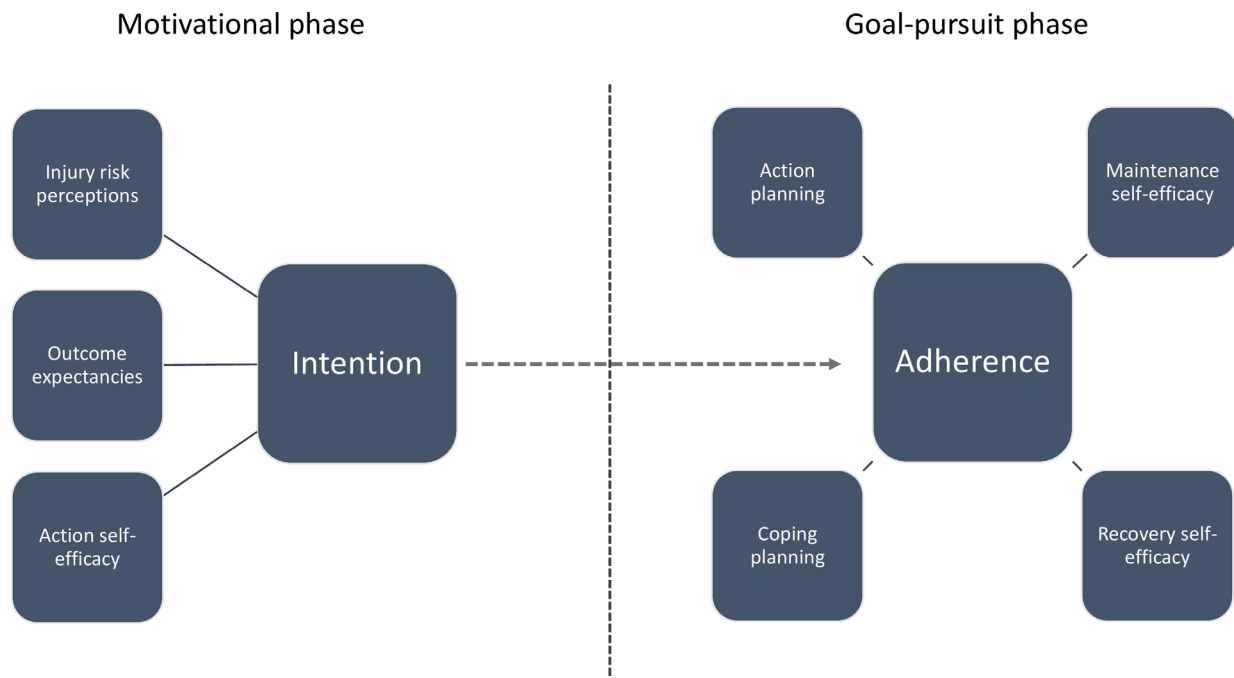 Motivational phase
Goal-pursuit phase
Injury risk
perceptions
Outcome
expectancies
Action self-
efficacy
Intention
Action
planning
Maintenance
self-efficacy
Adherence
Coping
planning
Recovery self-
efficacy